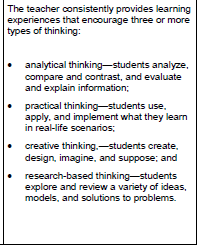 The teacher consistently provides learning
experiences that encourage three or more
types of thinking:
• analytical thinking—students analyze,
compare and contrast, and evaluate
and explain information;
• practical thinking—students use,
apply, and implement what they learn
in real-life scenarios;
• creative thinking,—students create,
design, imagine, and suppose; and
• research-based thinking—students
explore and review a variety of ideas,
models, and solutions to problems.